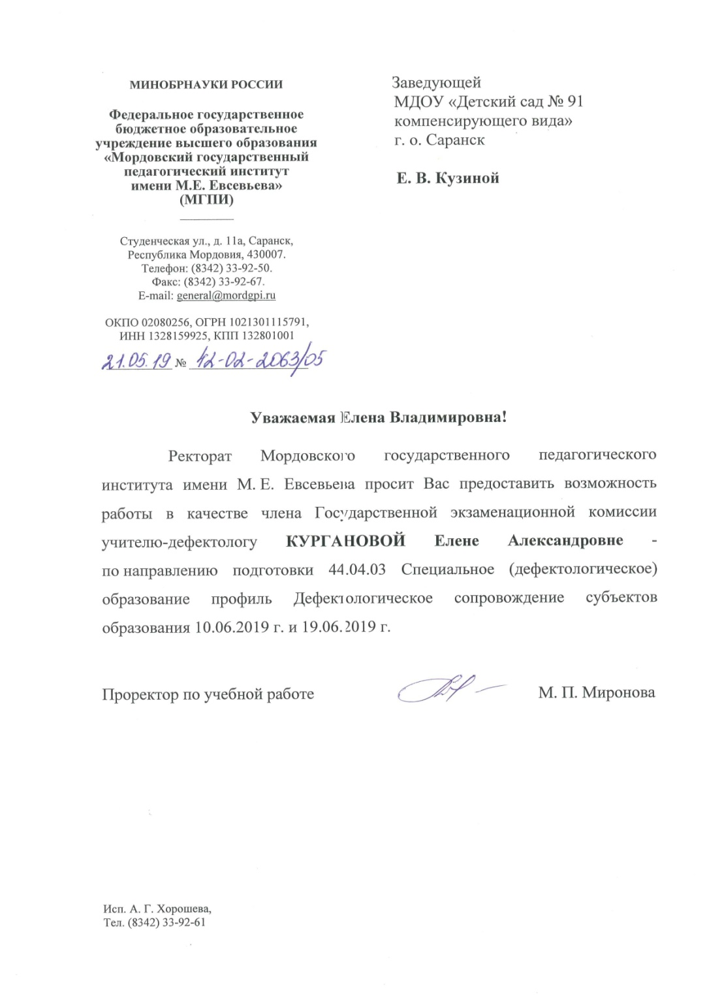 МИНОБРНАУКИ РОССИИ
Федеральное государственное
бюджетное образовательное
учреждение высшего образования
«Мордовский государственный
педагогический институт
имени М.Е. Евсевьева»
(МГПИ)
Студенческая ул., д. 11а, Саранск,
Республика Мордовия, 430007.
Телефон: (8342) 33-92-50.
Факс: (8342) 33-92-67.
E-mail: general@mordgpi.ru
ОКПО 02080256, ОГРН 1021301115791,
ИНН 1328159925, КПП 132801001
21.05.19 № 42-02-2063/05
Заведующей
МДОУ «Детский сад № 91
компенсирующего вида»
г. о. Саранск
Е. В. Кузиной
Уважаемая Елена Владимировна!
Ректорат Мордовского государственного педагогического
института имени М. Е. Евсевьева просит Вас предоставить возможность
работы в качестве члена Государственной экзаменационной комиссии
учителю-дефектологу КУРГАНОВОЙ Елене Александровне -
по направлению подготовки 44.04.03 Специальное (дефектологическое)
образование профиль Дефектологическое сопровождение субъектов
образования 10.06.2019 г. и 19.06.2019 г.
Проректор по учебной работе М. П. Миронова
Исп. А. Г. Хорошева,
Тел. (8342) 33-92-61